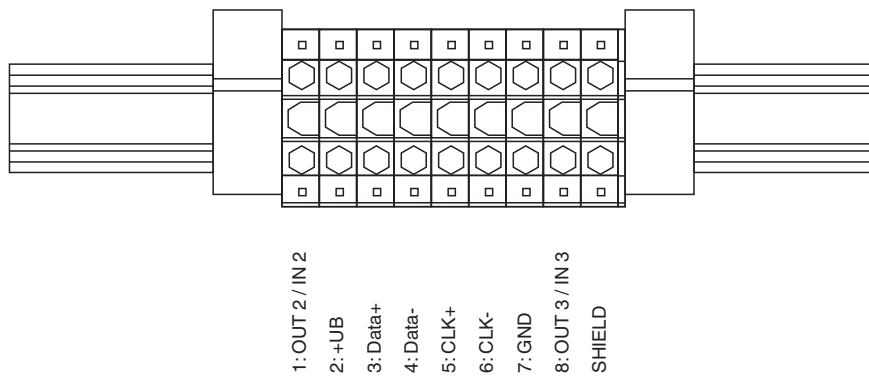 1: OUT 2 / IN 2
2: +UB
3: Data+
4: Data-
5: CLK+
6: CLK-
7: GND
8: OUT 3 / IN 3
SHIELD